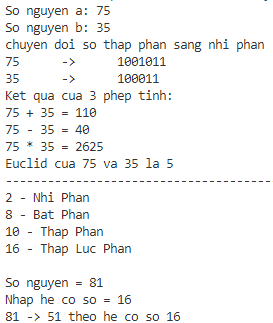 So nguyen a: 75
So nguyen b: 35
chuyen doi so thap phan sang nhi phan
75 -> 1001011
35 -> 100011
Ket qua cua 3 phep tinh:
75 + 35 = 110
75 - 35 = 40
75 * 35 = 2625
Euclid cua 75 va 35 la 5
-------------------------------------
2 - Nhi Phan
8 - Bat Phan
10 - Thap Phan
16 - Thap Luc Phan
So nguyen = 81
Nhap he co so = 16
81 -> 51 theo he co so 16